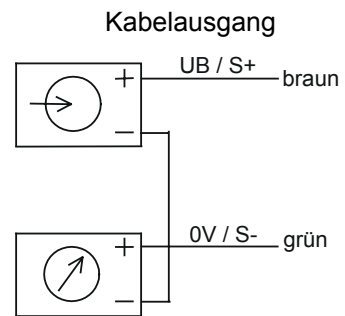 Kabelausgang
+
UB / S+
braun
–
+
0V / S-
grün
–